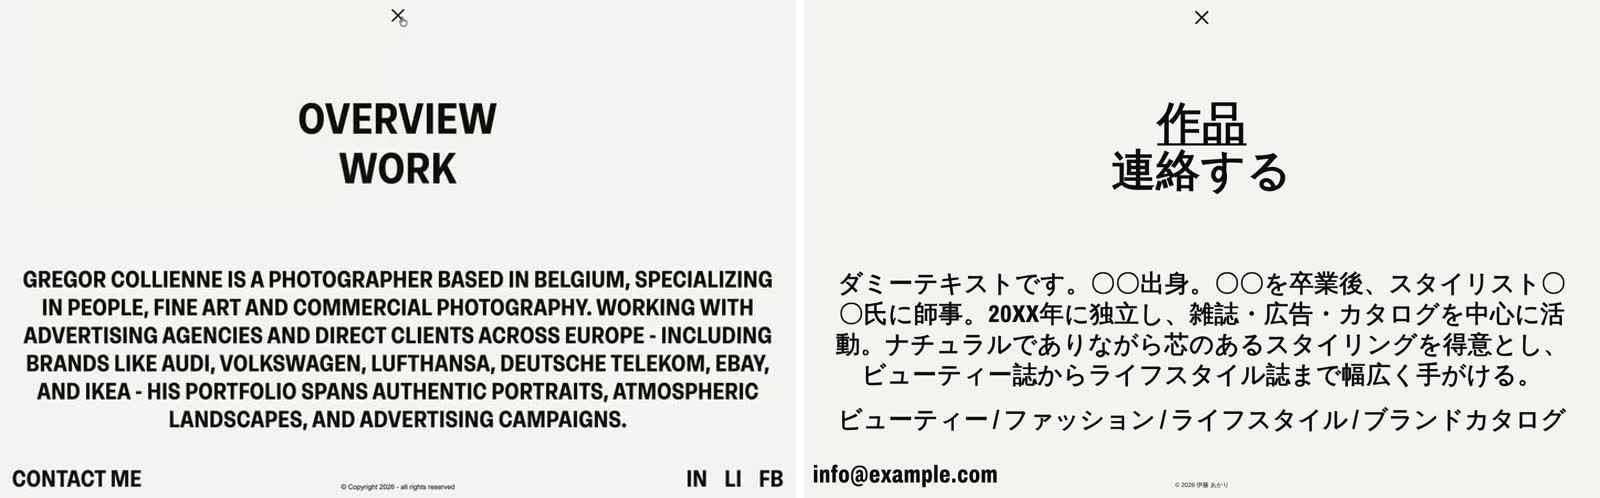 OVERVIEW
WORK
GREGOR COLLIENNE IS A PHOTOGRAPHER BASED IN BELGIUM, SPECIALIZING
IN PEOPLE, FINE ART AND COMMERCIAL PHOTOGRAPHY. WORKING WITH
ADVERTISING AGENCIES AND DIRECT CLIENTS ACROSS EUROPE - INCLUDING
BRANDS LIKE AUDI, VOLKSWAGEN, LUFTHANSA, DEUTSCHE TELEKOM, EBAY,
AND IKEA - HIS PORTFOLIO SPANS AUTHENTIC PORTRAITS, ATMOSPHERIC
LANDSCAPES, AND ADVERTISING CAMPAIGNS.
CONTACT ME
© Copyright 2026 - all rights reserved
IN LI FB
作品
連絡する
ダミーテキストです。〇〇出身。〇〇を卒業後、スタイリスト〇
〇氏に師事。20XX年に独立し、雑誌・広告・カタログを中心に活
動。ナチュラルでありながら芯のあるスタイリングを得意とし、
ビューティー誌からライフスタイル誌まで幅広く手がける。
ビューティー / ファッション / ライフスタイル / ブランドカタログ
info@example.com
© 2026 伊藤 あかり